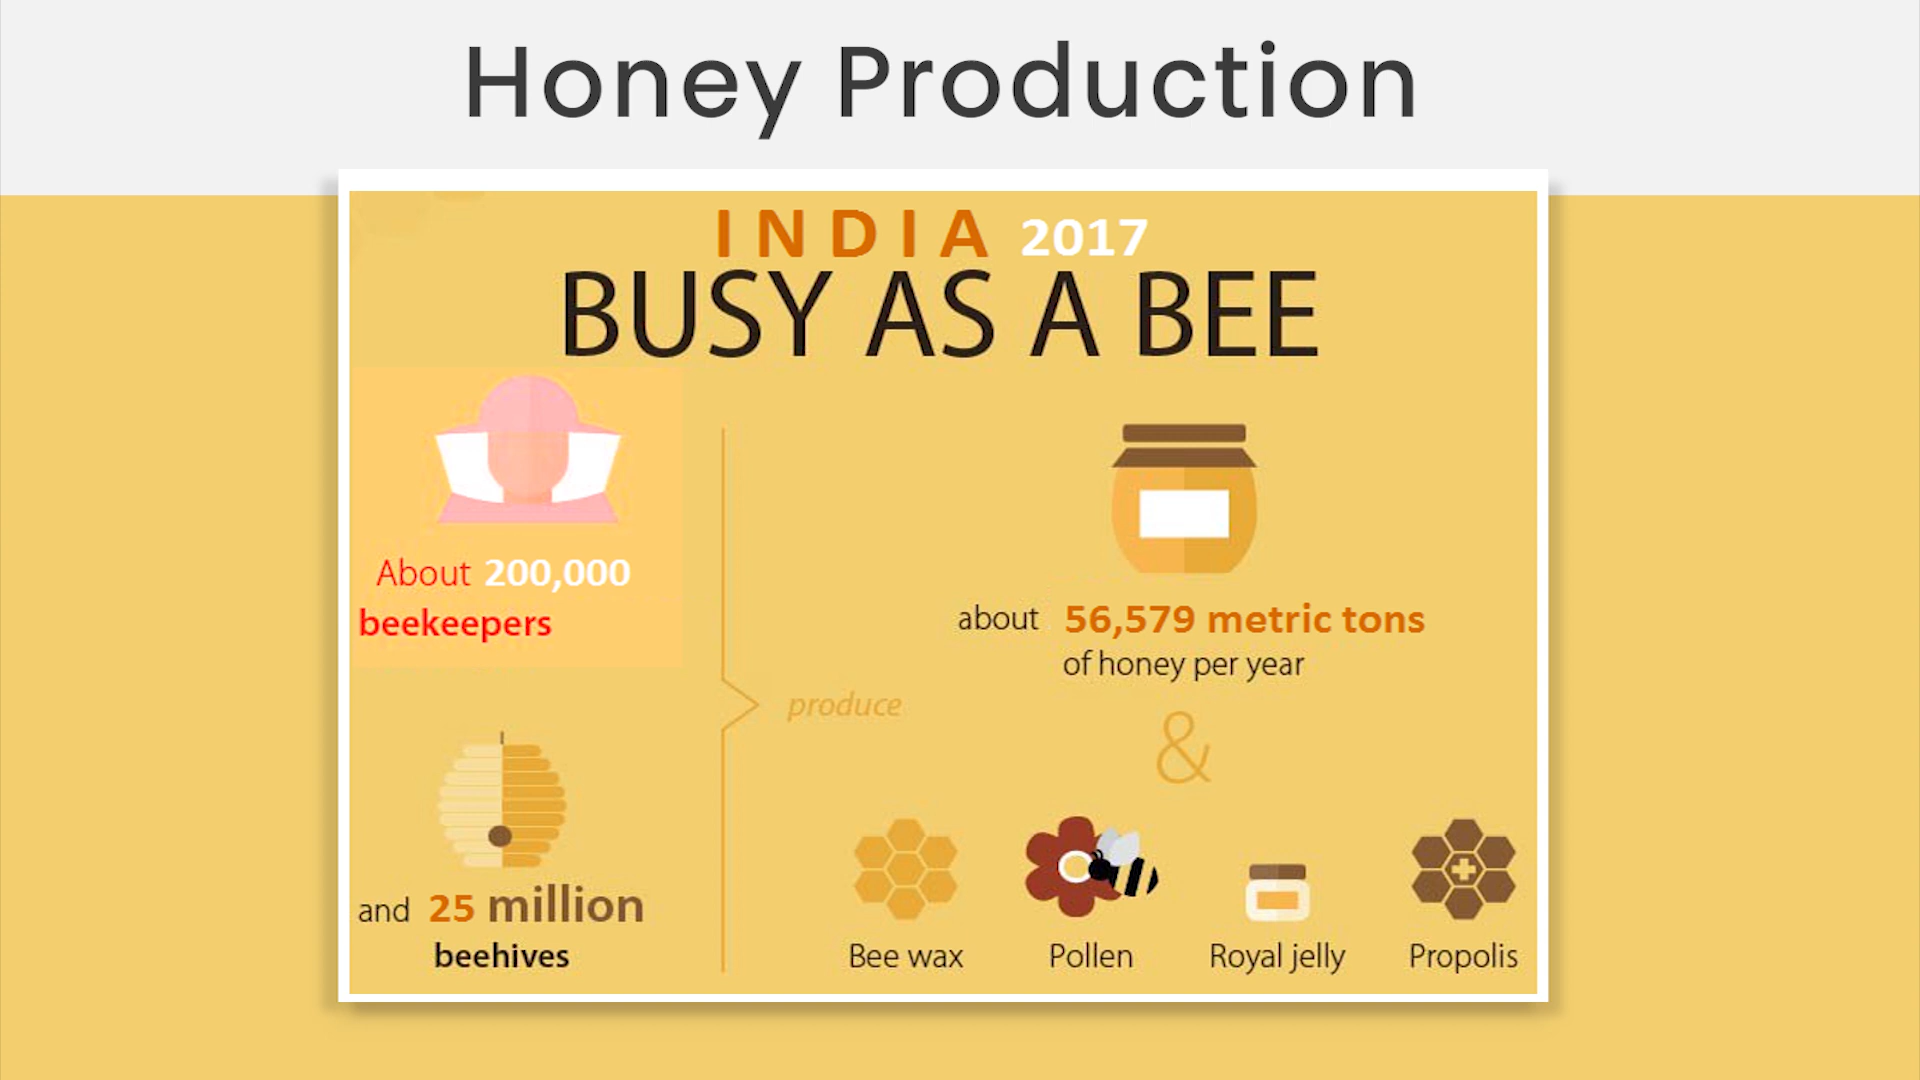 Honey Production
INDIA 2017
BUSY AS A BEE
About 200,000
beekeepers
and 25 million
beehives
produce
about 56,579 metric tons
of honey per year
&
Bee wax
Pollen
Royal jelly
Propolis